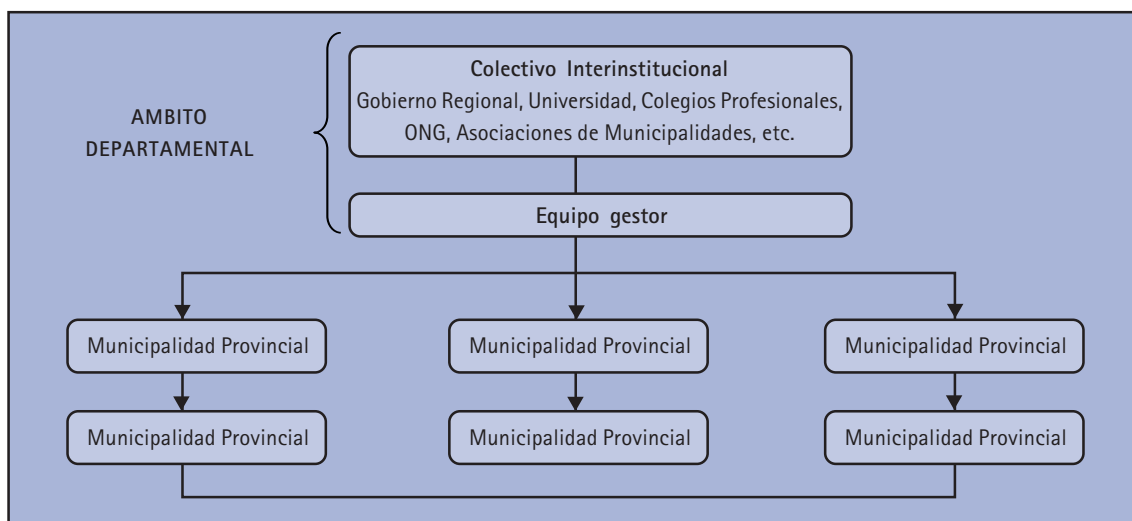 Colectivo Interinstitucional
Gobierno Regional, Universidad, Colegios Profesionales,
ONG, Asociaciones de Municipalidades, etc.
AMBITO
DEPARTAMENTAL
Equipo gestor
Municipalidad Provincial
Municipalidad Provincial
Municipalidad Provincial
Municipalidad Provincial
Municipalidad Provincial
Municipalidad Provincial